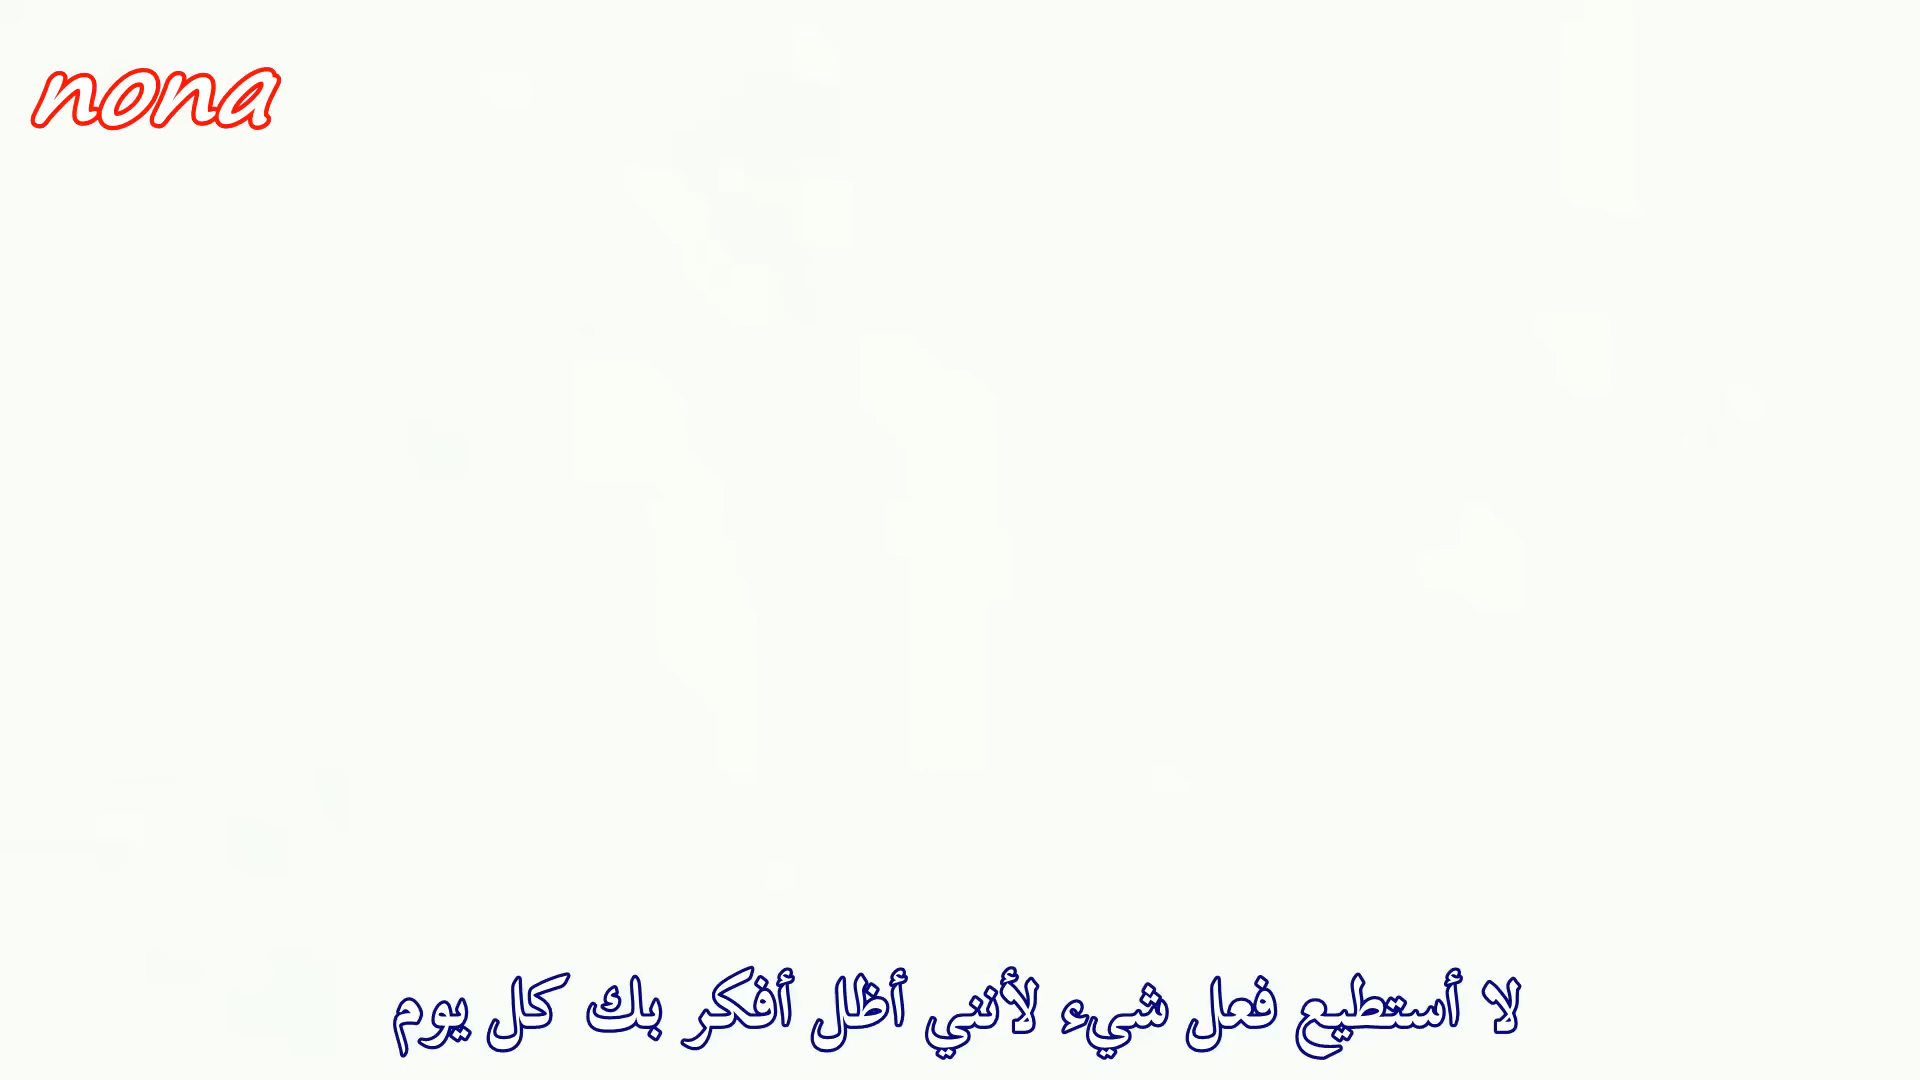 nona
لا أستطيع فعل شيء لأنني أظل أفكر بك كل يوم